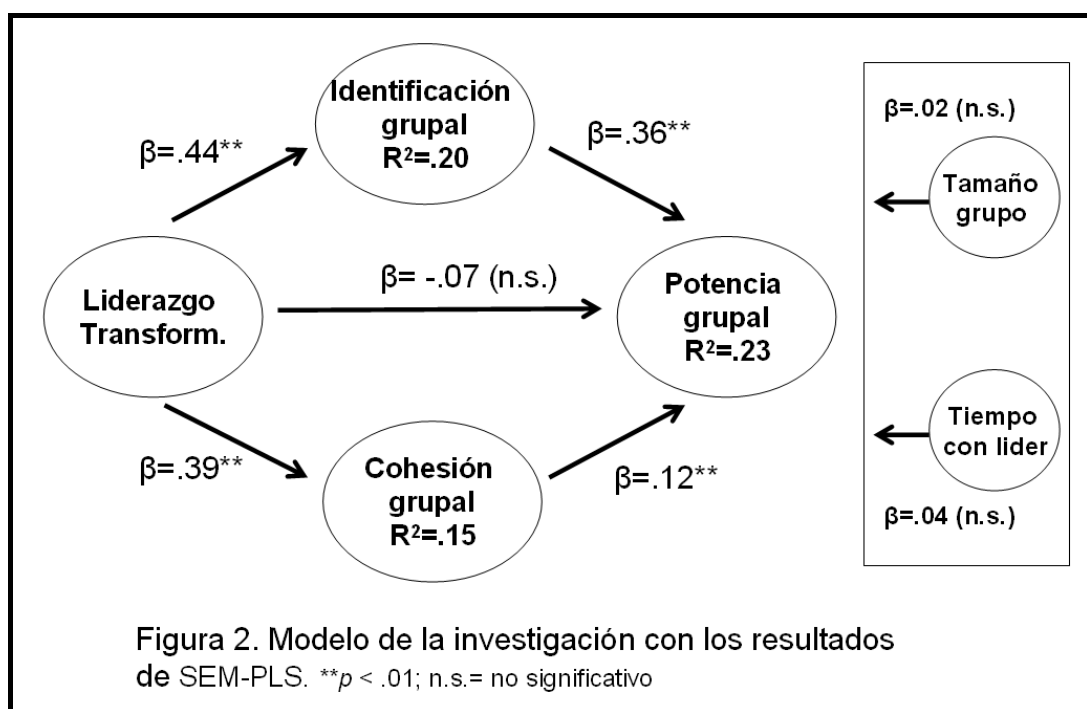 Identificación
grupal
R²=.20
β=.44**
β=.36**
β=.02 (n.s.)
Tamaño
grupo
Liderazgo
Transform.
β= -.07 (n.s.)
Potencia
grupal
R²=.23
β=.39**
Cohesión
grupal
R²=.15
β=.12**
Tiempo
con lider
β=.04 (n.s.)
Figura 2. Modelo de la investigación con los resultados
de SEM-PLS. **p < .01; n.s.= no significativo